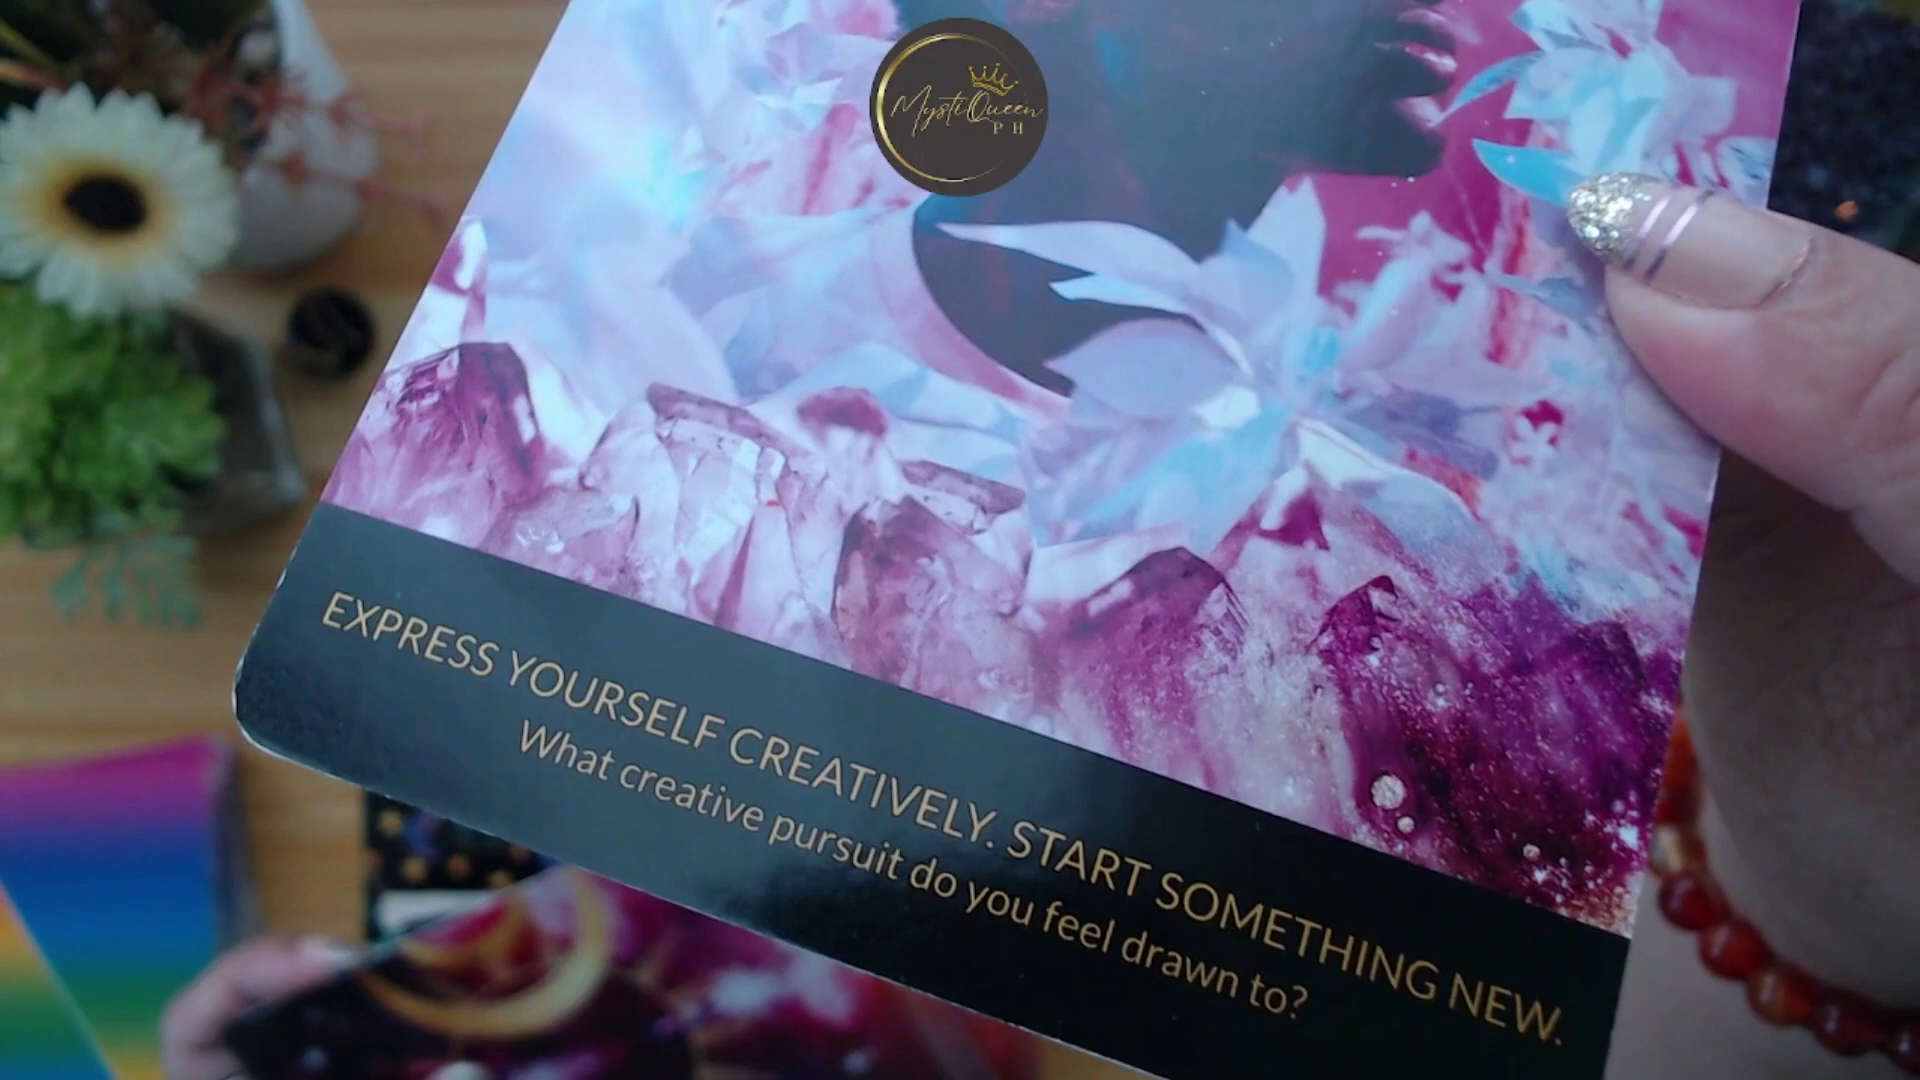 MystiQueen
PH
EXPRESS YOURSELF CREATIVELY. START SOMETHING NEW.
What creative pursuit do you feel drawn to?